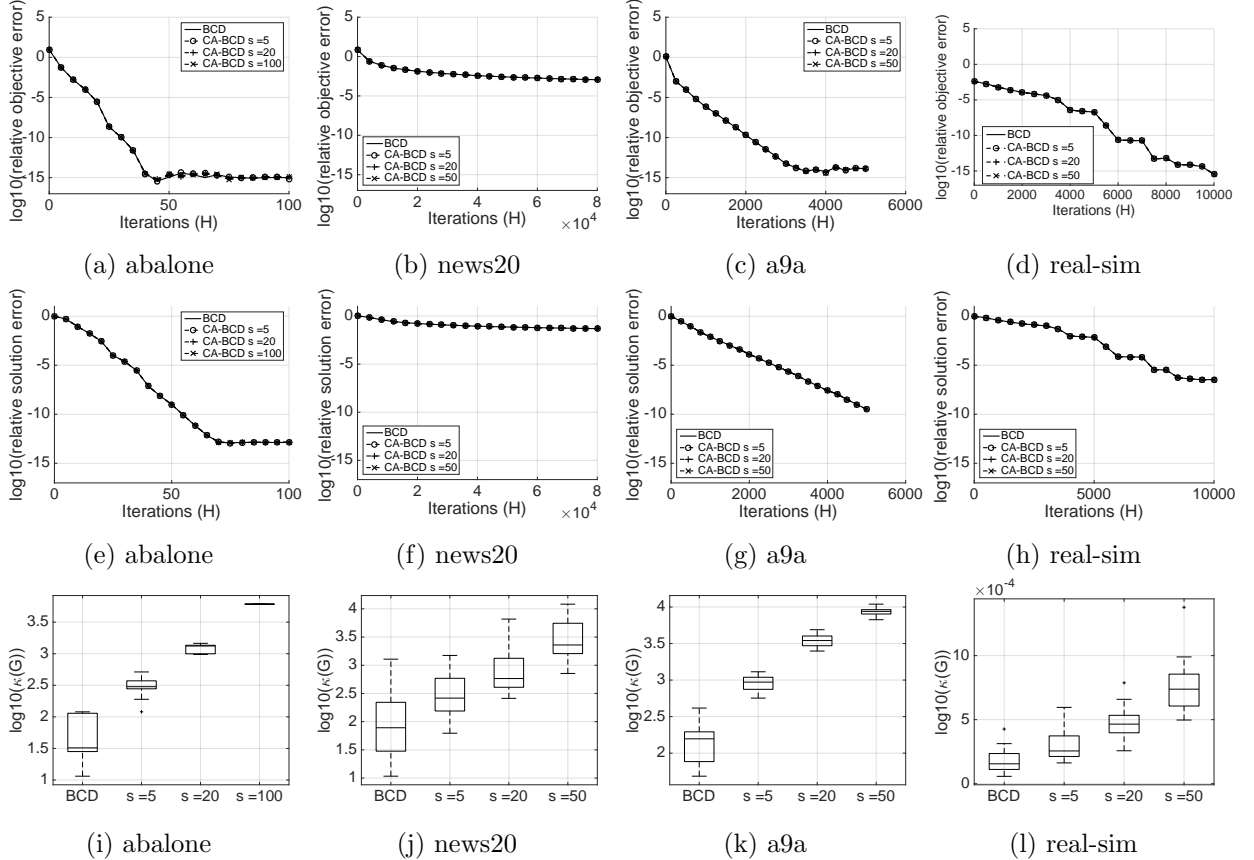 log10(relative objective error)
5
0
-5
-10
-15
BCD
CA-BCD s =5
CA-BCD s =20
CA-BCD s =100
0 50 100
Iterations (H)
(a) abalone
log10(relative objective error)
5
0
-5
-10
-15
BCD
CA-BCD s =5
CA-BCD s =20
CA-BCD s =50
0 2 4 6 8
×10^4
Iterations (H)
(b) news20
log10(relative objective error)
5
0
-5
-10
-15
BCD
CA-BCD s =5
CA-BCD s =20
CA-BCD s =50
0 2000 4000 6000
Iterations (H)
(c) a9a
log10(relative objective error)
5
0
-5
-10
-15
BCD
CA-BCD s =5
CA-BCD s =20
CA-BCD s =50
0 2000 4000 6000 8000 10000
Iterations (H)
(d) real-sim
log10(relative solution error)
0
-5
-10
-15
BCD
CA-BCD s =5
CA-BCD s =20
CA-BCD s =100
0 50 100
Iterations (H)
(e) abalone
log10(relative solution error)
0
-5
-10
-15
BCD
CA-BCD s =5
CA-BCD s =20
CA-BCD s =50
0 2 4 6 8
×10^4
Iterations (H)
(f) news20
log10(relative solution error)
0
-5
-10
-15
BCD
CA-BCD s =5
CA-BCD s =20
CA-BCD s =50
0 2000 4000 6000
Iterations (H)
(g) a9a
log10(relative solution error)
0
-5
-10
-15
BCD
CA-BCD s =5
CA-BCD s =20
CA-BCD s =50
0 5000 10000
Iterations (H)
(h) real-sim
log10(κ(G))
3.5
3
2.5
2
1.5
1
BCD s =5 s =20 s =100
(i) abalone
log10(κ(G))
4
3.5
3
2.5
2
1.5
1
BCD s =5 s =20 s =50
(j) news20
log10(κ(G))
4
3.5
3
2.5
2
BCD s =5 s =20 s =50
(k) a9a
×10^-4
log10(κ(G))
10
5
0
BCD s =5 s =20 s =50
(l) real-sim